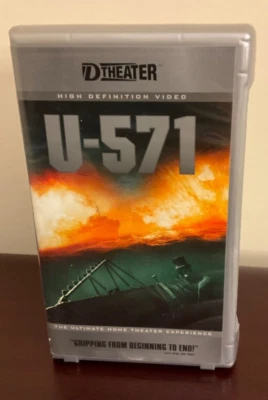 D THEATER
HIGH DEFINITION VIDEO
U-571
THE ULTIMATE HOME THEATER EXPERIENCE
"GRIPPING FROM BEGINNING TO END!"